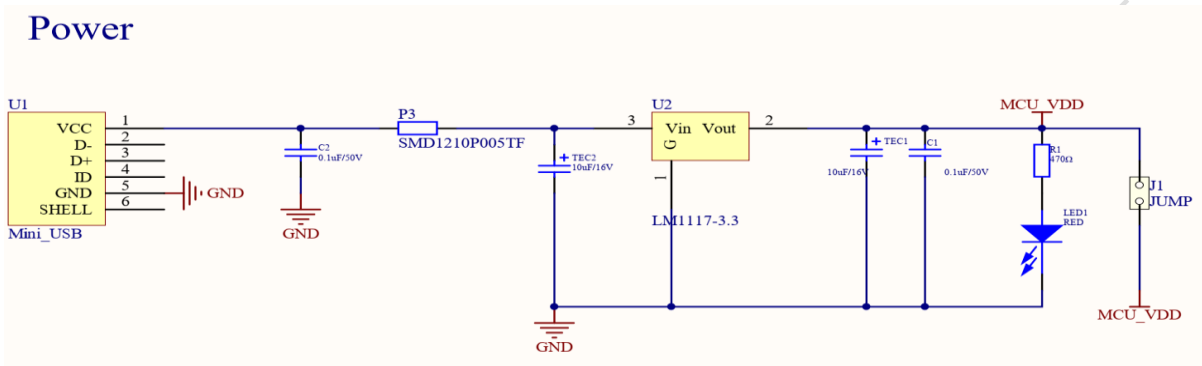 Power
U1
VCC 1
D- 2
D+ 3
ID 4
GND 5
SHELL 6
Mini_USB
GND
C2
0.1uF/50V
GND
P3
SMD1210P005TF
+ TEC2
10uF/16V
GND
U2
3 Vin Vout 2
G
1
LM1117-3.3
+ TEC1
10uF/16V
C1
0.1uF/50V
MCU_VDD
R1
470Ω
LED1
RED
J1
JUMP
MCU_VDD